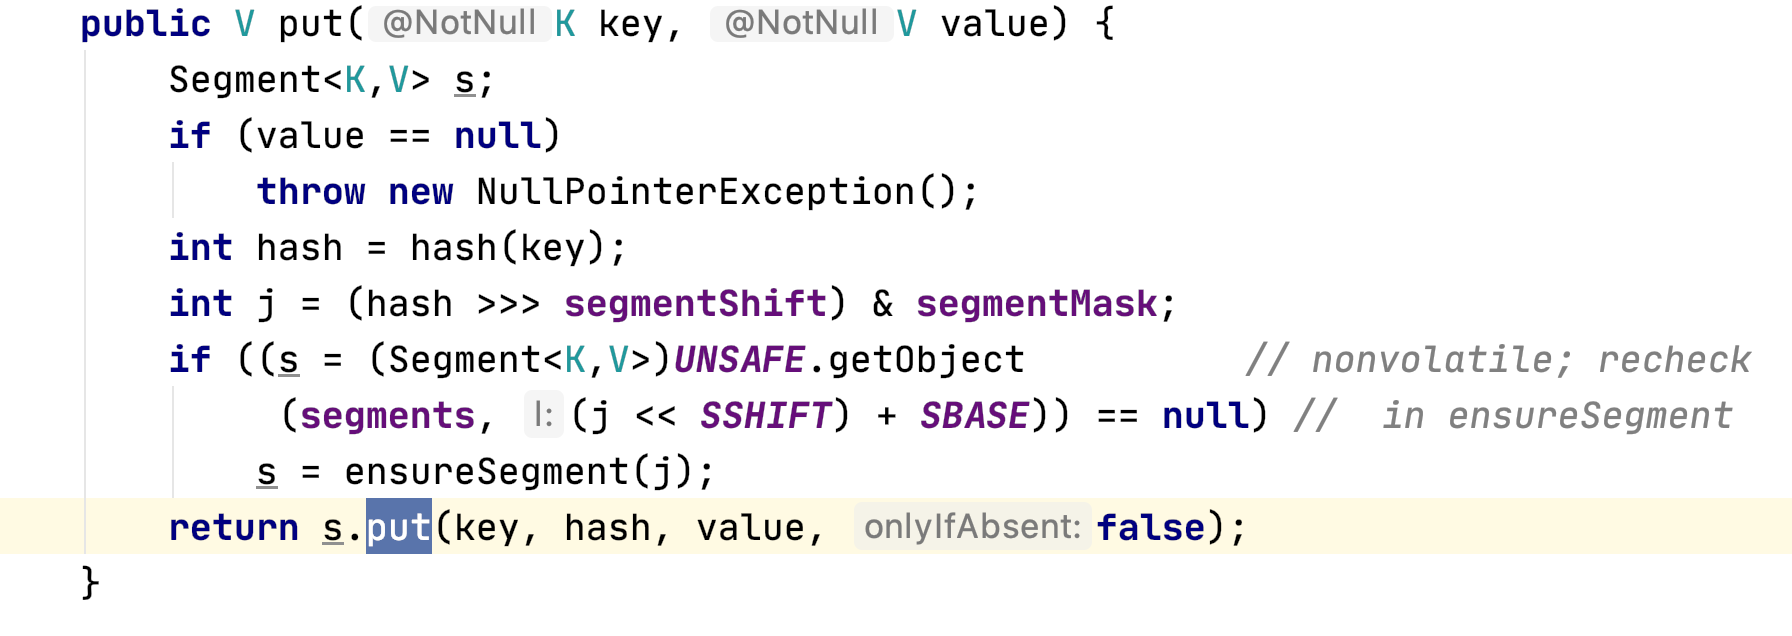 public V put(@NotNull K key, @NotNull V value) {
Segment<K,V> s;
if (value == null)
throw new NullPointerException();
int hash = hash(key);
int j = (hash >>> segmentShift) & segmentMask;
if ((s = (Segment<K,V>)UNSAFE.getObject // nonvolatile; recheck
(segments, l: (j << SSHIFT) + SBASE)) == null) // in ensureSegment
s = ensureSegment(j);
return s.put(key, hash, value, onlyIfAbsent: false);
}